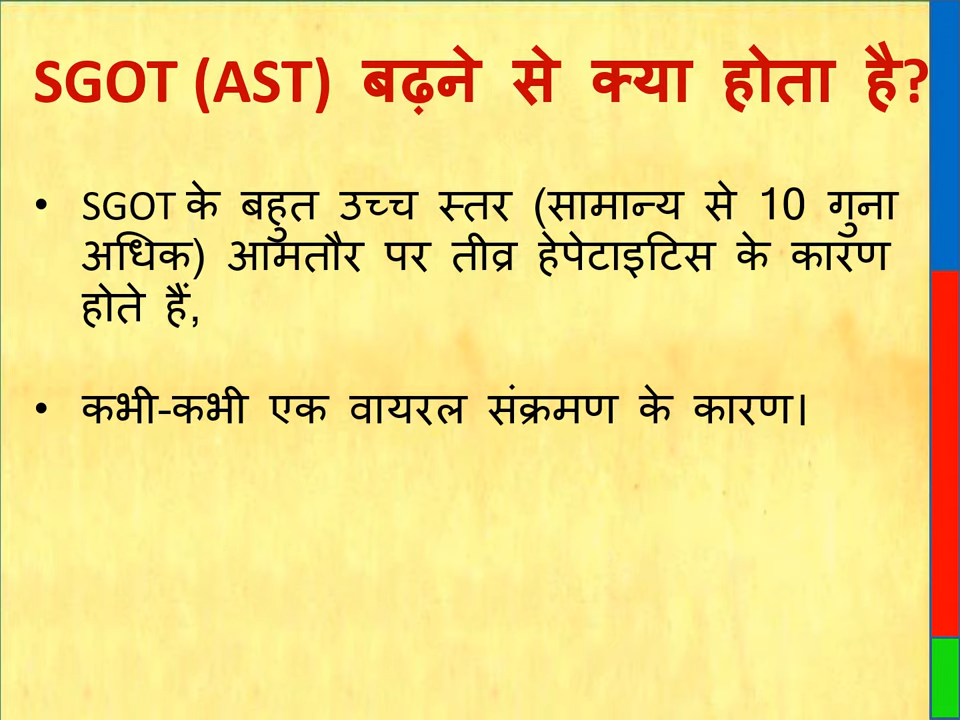 SGOT (AST) बढ़ने से क्या होता है?
• SGOT के बहुत उच्च स्तर (सामान्य से 10 गुना
अधिक) आमतौर पर तीव्र हेपेटाइटिस के कारण
होते हैं,
• कभी-कभी एक वायरल संक्रमण के कारण।